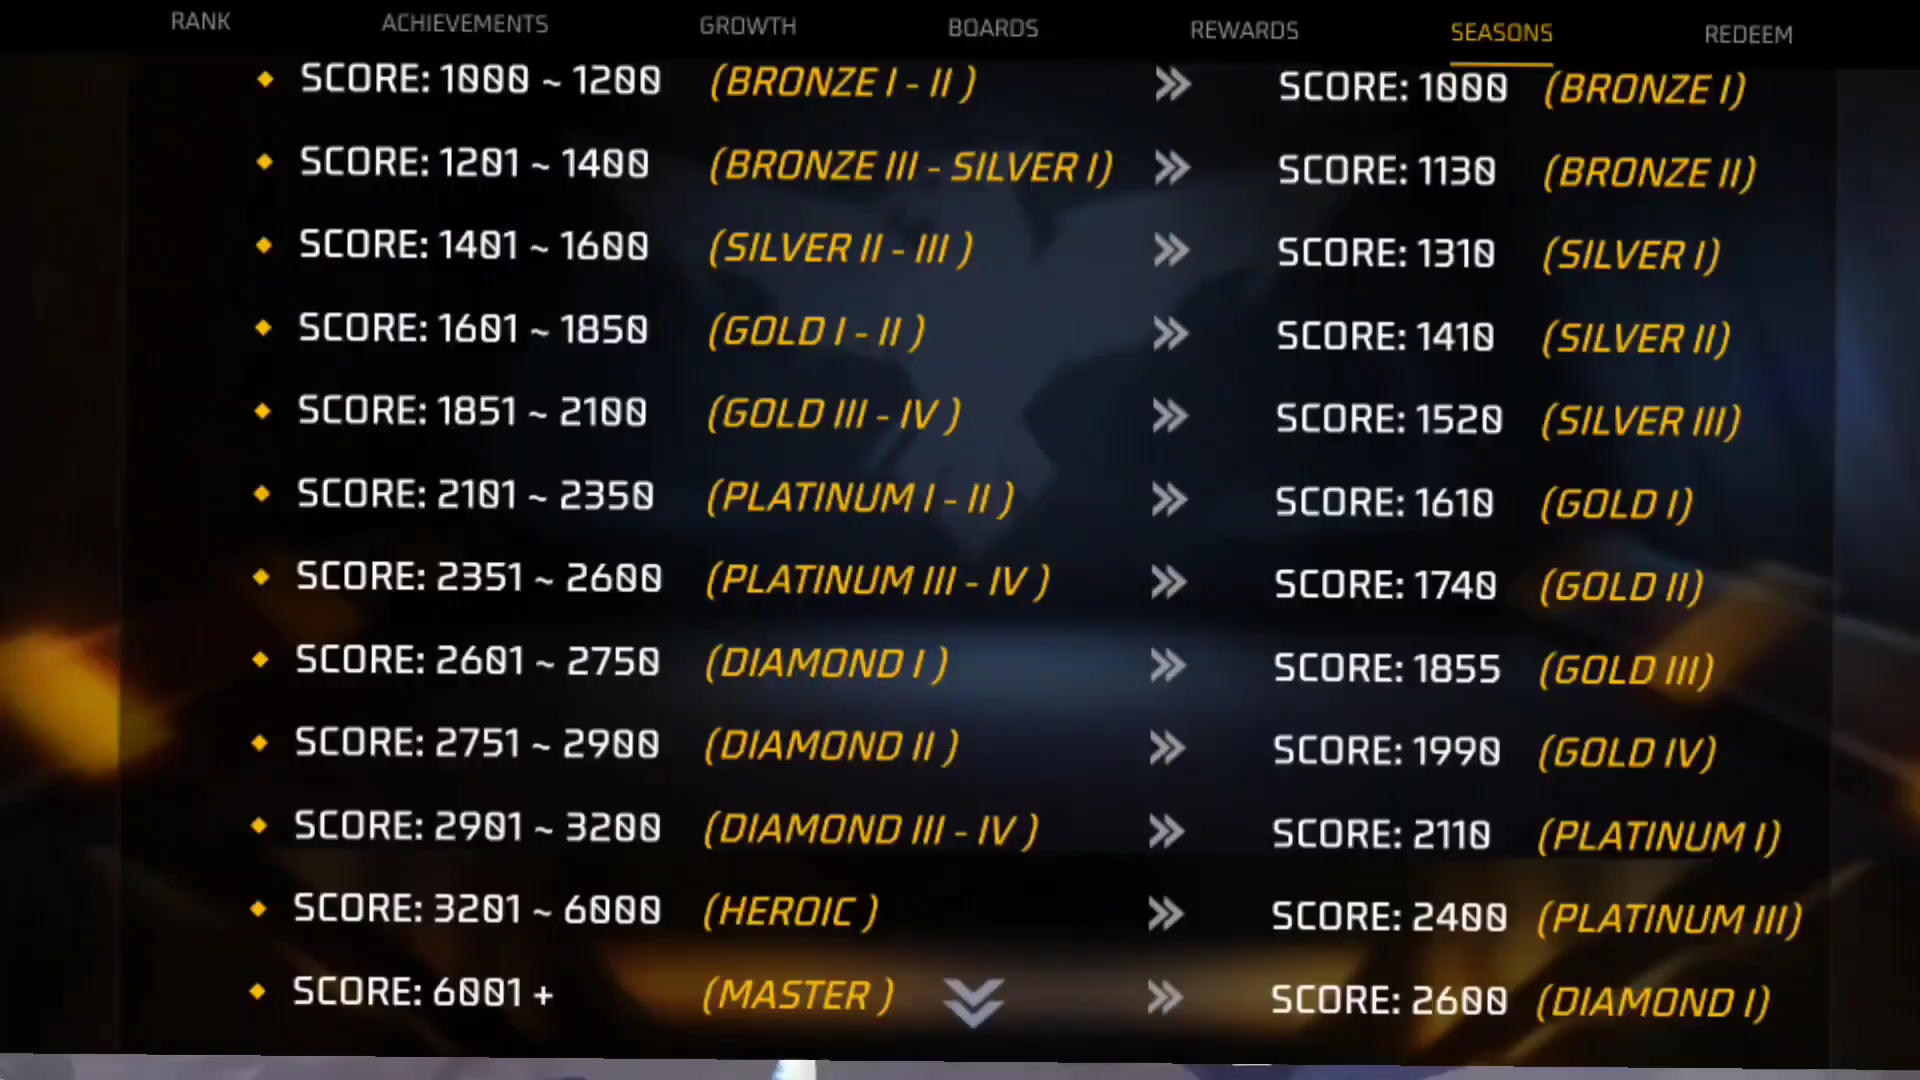 RANK ACHIEVEMENTS GROWTH BOARDS REWARDS SEASONS REDEEM
SCORE: 1000 ~ 1200 (BRONZE I - II ) SCORE: 1000 (BRONZE I)
SCORE: 1201 ~ 1400 (BRONZE III - SILVER I) SCORE: 1130 (BRONZE II)
SCORE: 1401 ~ 1600 (SILVER II - III ) SCORE: 1310 (SILVER I)
SCORE: 1601 ~ 1850 (GOLD I - II ) SCORE: 1410 (SILVER II)
SCORE: 1851 ~ 2100 (GOLD III - IV ) SCORE: 1520 (SILVER III)
SCORE: 2101 ~ 2350 (PLATINUM I - II ) SCORE: 1610 (GOLD I)
SCORE: 2351 ~ 2600 (PLATINUM III - IV ) SCORE: 1740 (GOLD II)
SCORE: 2601 ~ 2750 (DIAMOND I ) SCORE: 1855 (GOLD III)
SCORE: 2751 ~ 2900 (DIAMOND II ) SCORE: 1990 (GOLD IV)
SCORE: 2901 ~ 3200 (DIAMOND III - IV ) SCORE: 2110 (PLATINUM I)
SCORE: 3201 ~ 6000 (HEROIC ) SCORE: 2400 (PLATINUM III)
SCORE: 6001 + (MASTER ) SCORE: 2600 (DIAMOND I)